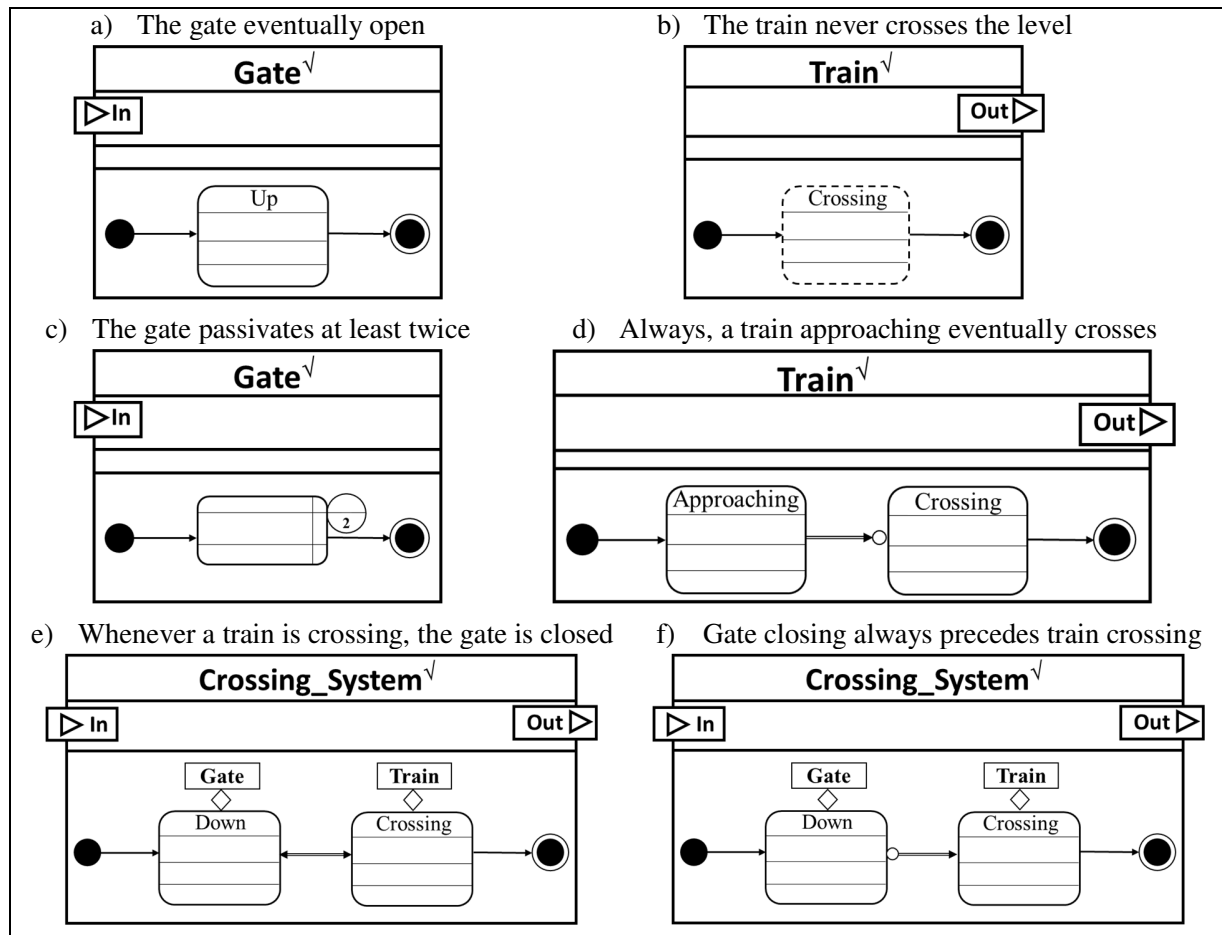 a) The gate eventually open
b) The train never crosses the level
Gate√
Train√
In
Out
Up
Crossing
c) The gate passivates at least twice
d) Always, a train approaching eventually crosses
Gate√
Train√
In
Out
2
Approaching
Crossing
e) Whenever a train is crossing, the gate is closed
f) Gate closing always precedes train crossing
Crossing_System√
Crossing_System√
In
Out
In
Out
Gate
Train
Gate
Train
Down
Crossing
Down
Crossing